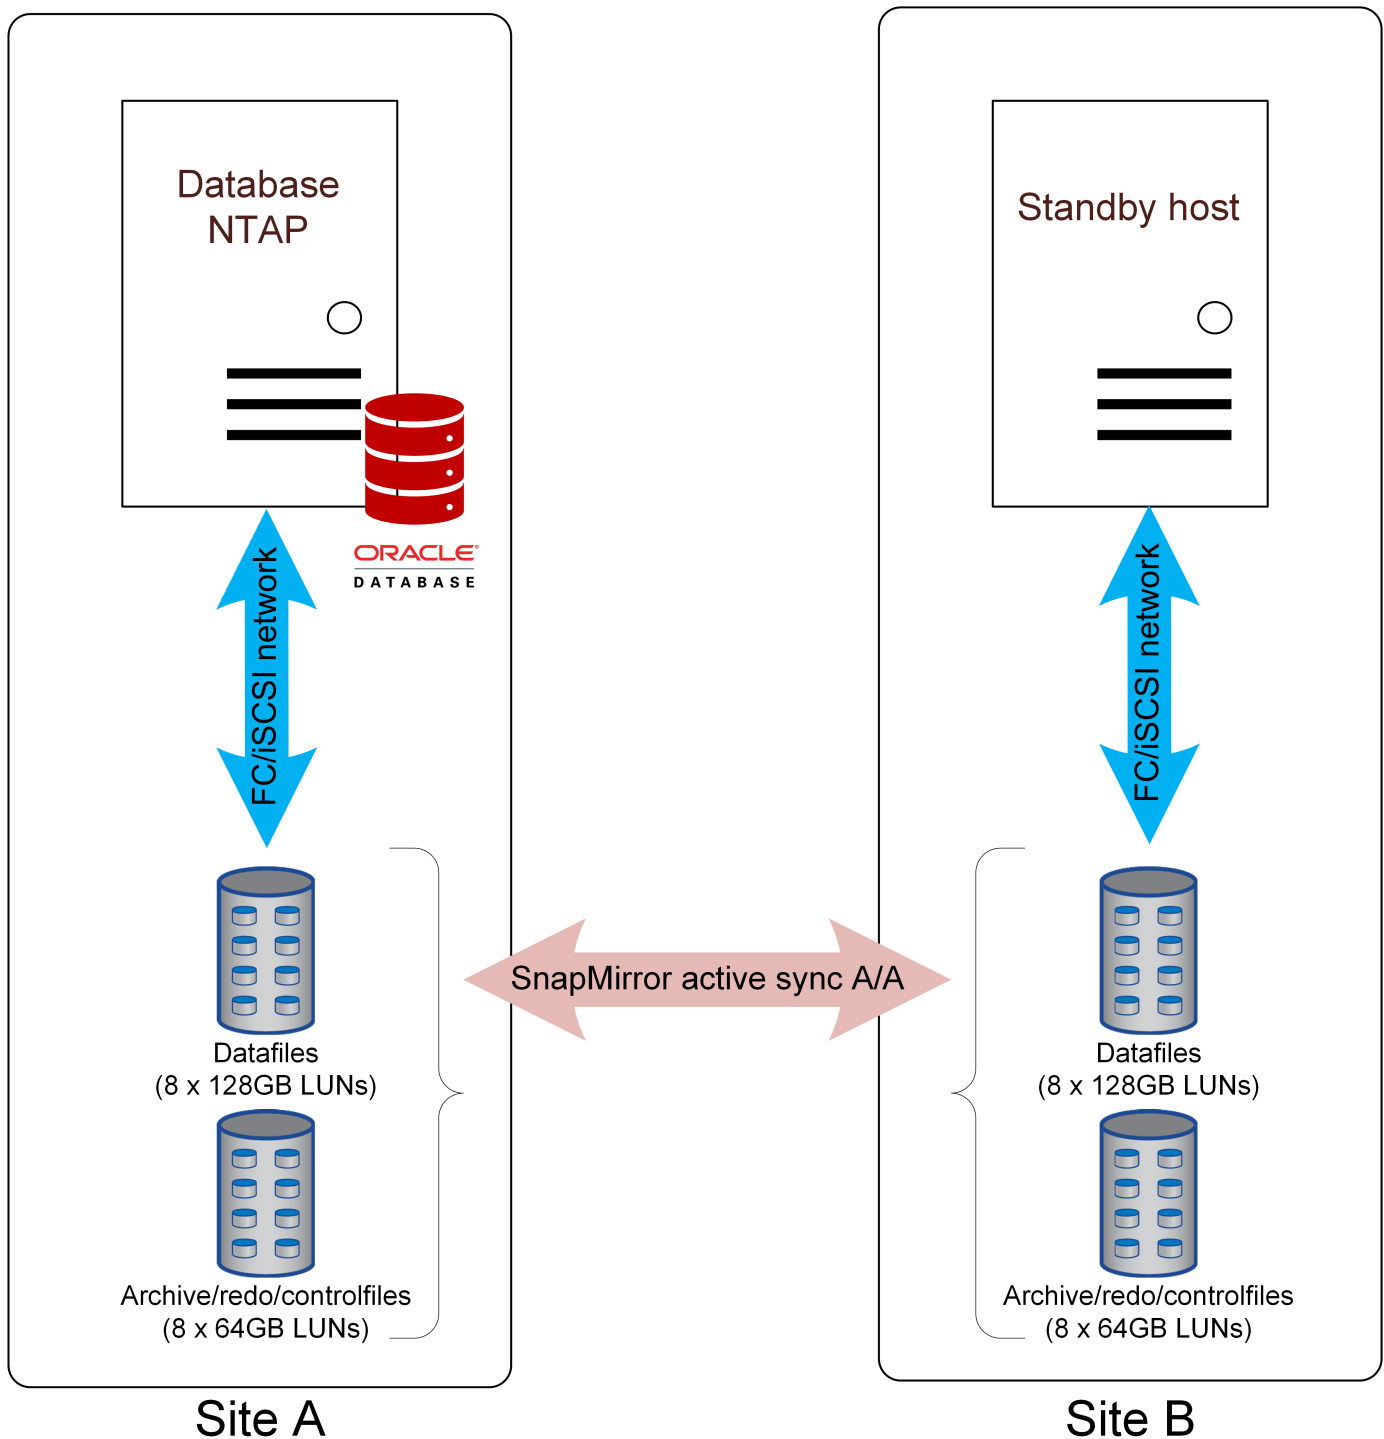 Database
NTAP
ORACLE®
DATABASE
FC/iSCSI network
Datafiles
(8 x 128GB LUNs)
Archive/redo/controlfiles
(8 x 64GB LUNs)
Site A
SnapMirror active sync A/A
Standby host
FC/iSCSI network
Datafiles
(8 x 128GB LUNs)
Archive/redo/controlfiles
(8 x 64GB LUNs)
Site B